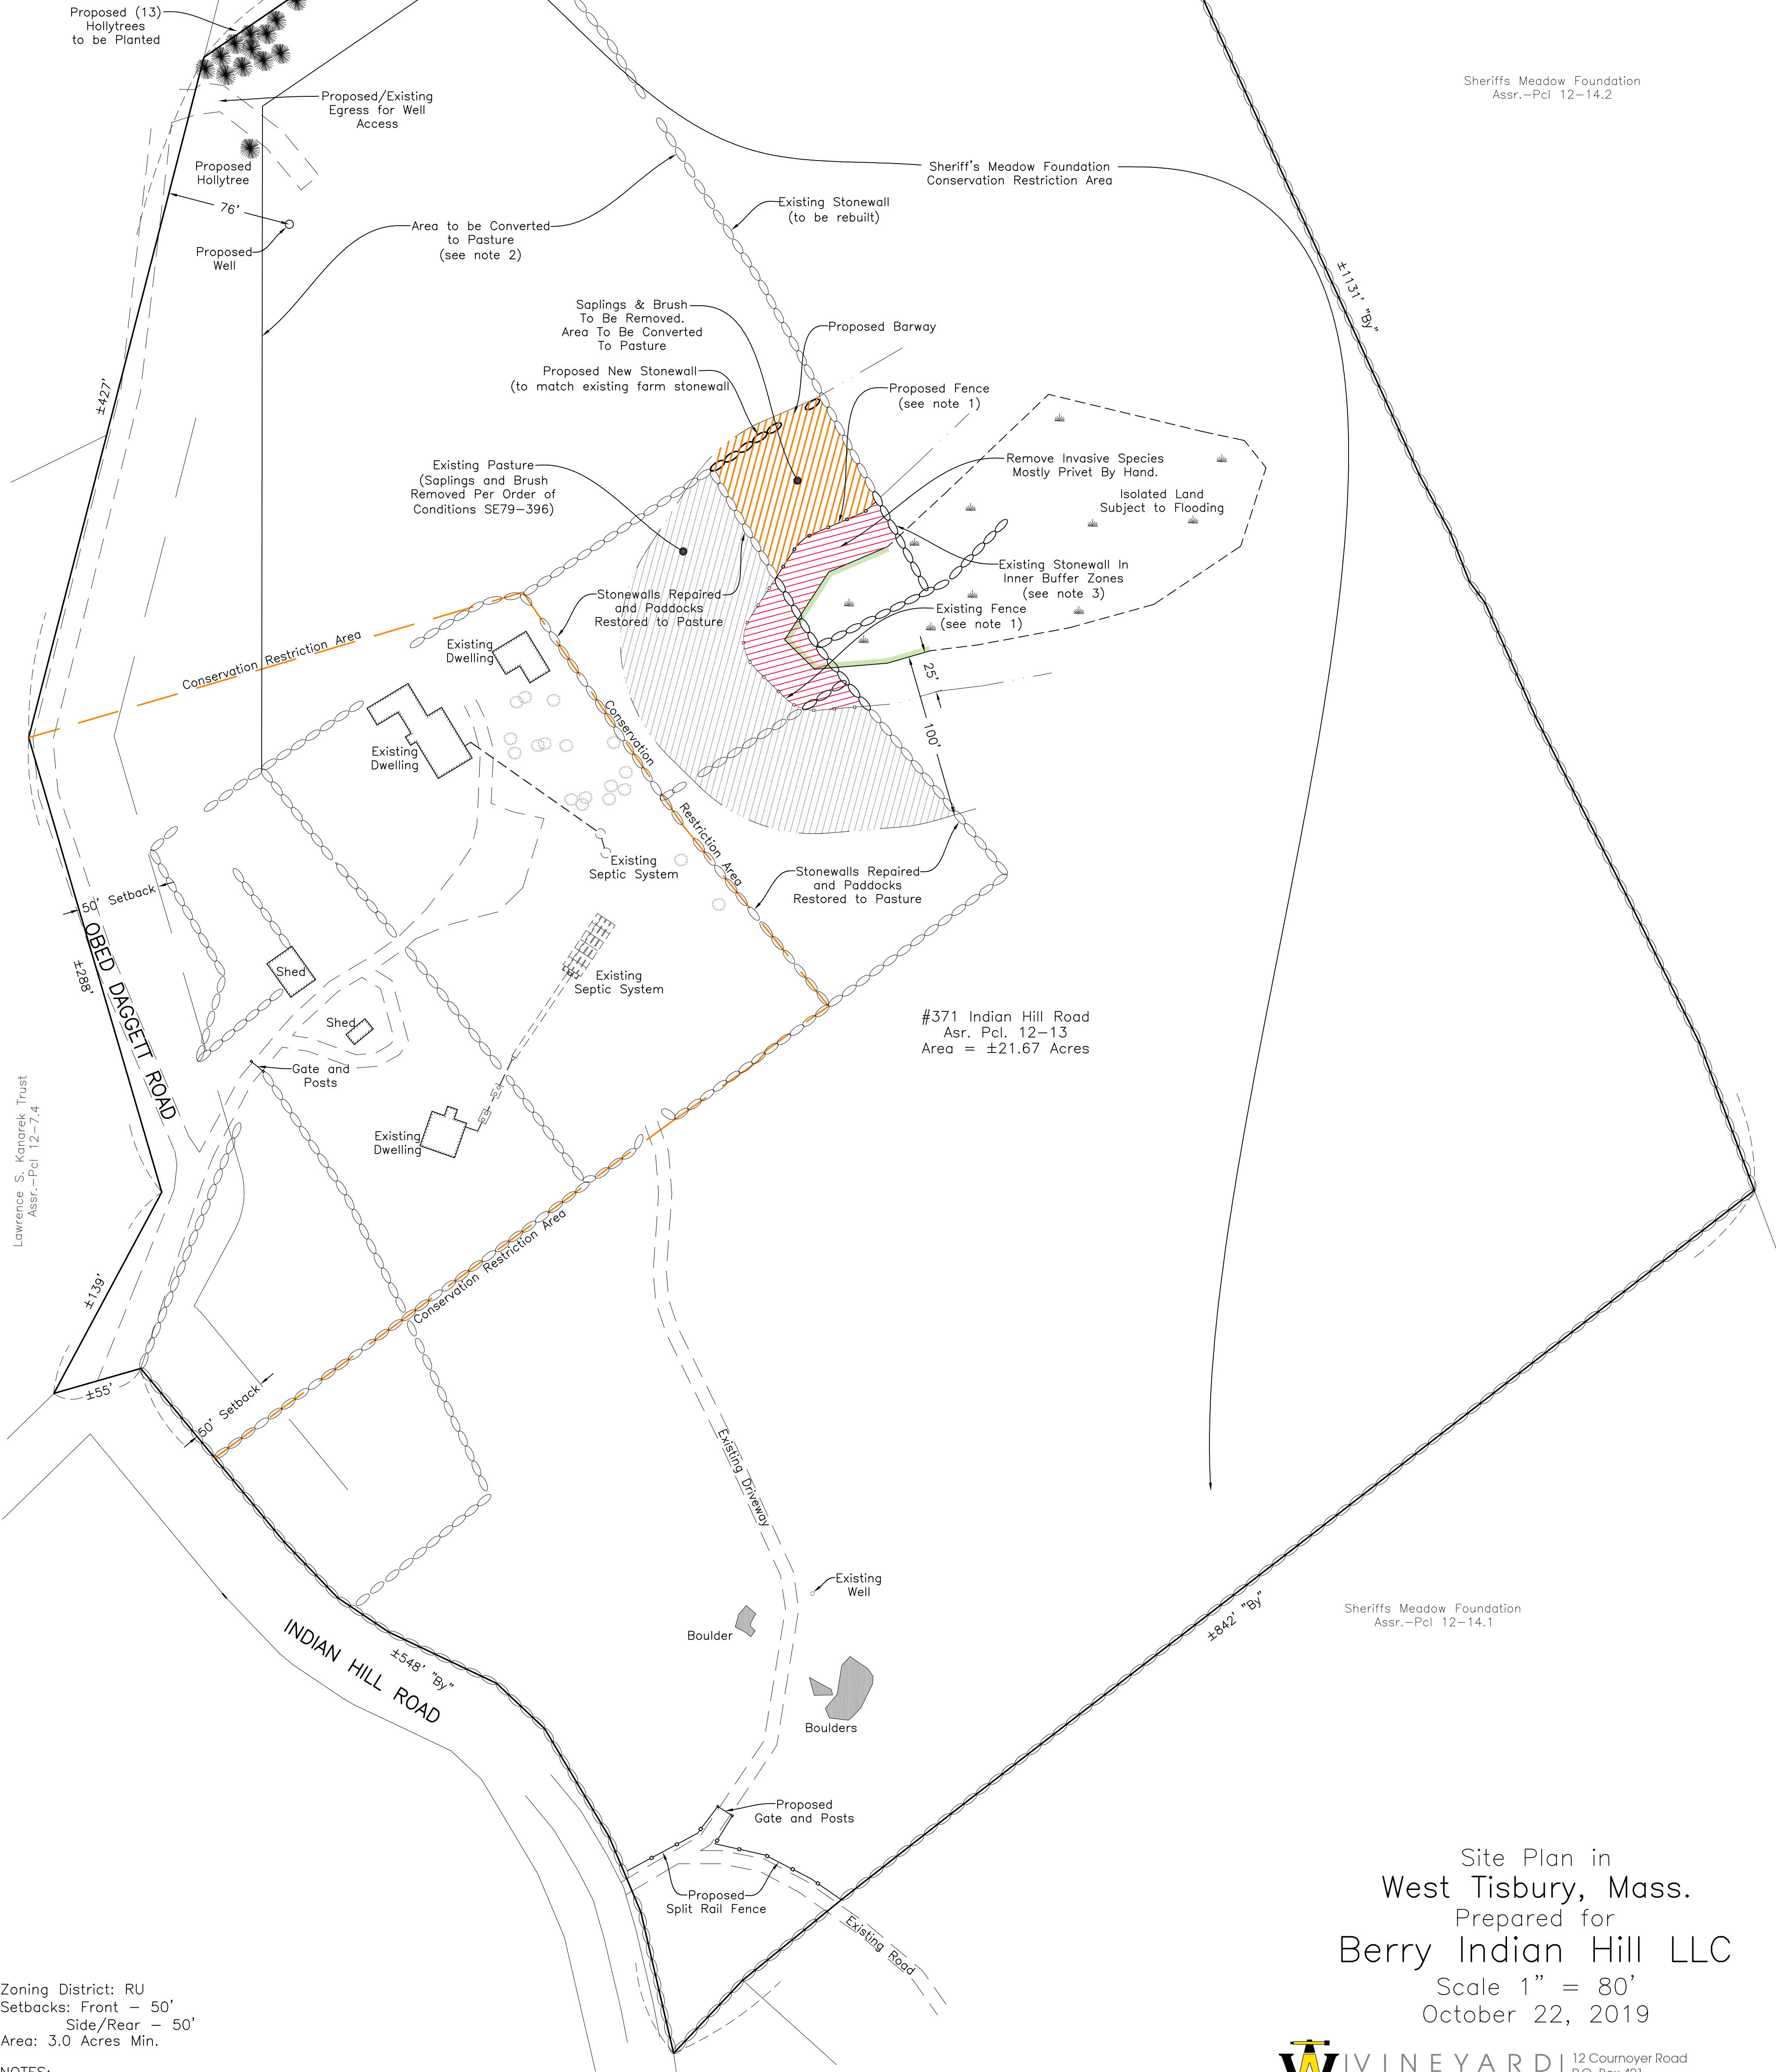 Proposed (13)
Hollytrees
to be Planted
Sheriffs Meadow Foundation
Assr.-Pcl 12-14.2
Proposed/Existing
Egress for Well
Access
Proposed
Hollytree
Sheriff's Meadow Foundation
Conservation Restriction Area
76'
Existing Stonewall
(to be rebuilt)
Area to be Converted
to Pasture
(see note 2)
Proposed
Well
±1131' "By"
Saplings & Brush
To Be Removed.
Area To Be Converted
To Pasture
Proposed Barway
Proposed New Stonewall
(to match existing farm stonewall
Proposed Fence
(see note 1)
±427'
Existing Pasture
(Saplings and Brush
Removed Per Order of
Conditions SE79-396)
Remove Invasive Species
Mostly Privet By Hand.
Isolated Land
Subject to Flooding
Existing Stonewall In
Inner Buffer Zones
(see note 3)
Stonewalls Repaired
and Paddocks
Restored to Pasture
Existing Fence
(see note 1)
Conservation Restriction Area
Existing
Dwelling
25'
100'
Existing
Dwelling
Conservation
Restriction Area
Existing
Septic System
Stonewalls Repaired
and Paddocks
Restored to Pasture
50' Setback
OBED DAGGETT ROAD
±288'
Shed
Existing
Septic System
Shed
#371 Indian Hill Road
Asr. Pcl. 12-13
Area = ±21.67 Acres
Gate and
Posts
Lawrence S. Kanarek Trust
Assr.-Pcl 12-7.4
Existing
Dwelling
±139'
Conservation Restriction Area
±55'
50' Setback
Existing Driveway
Existing
Well
Sheriffs Meadow Foundation
Assr.-Pcl 12-14.1
±842' "By"
Boulder
INDIAN HILL ROAD
±548' "By"
Boulders
Proposed
Gate and Posts
Proposed
Split Rail Fence
Existing Road
Site Plan in
West Tisbury, Mass.
Prepared for
Berry Indian Hill LLC
Scale 1" = 80'
October 22, 2019
Zoning District: RU
Setbacks: Front - 50'
Side/Rear - 50'
Area: 3.0 Acres Min.
NOTES:
VINEYARD
12 Cournoyer Road
P.O. Box 421